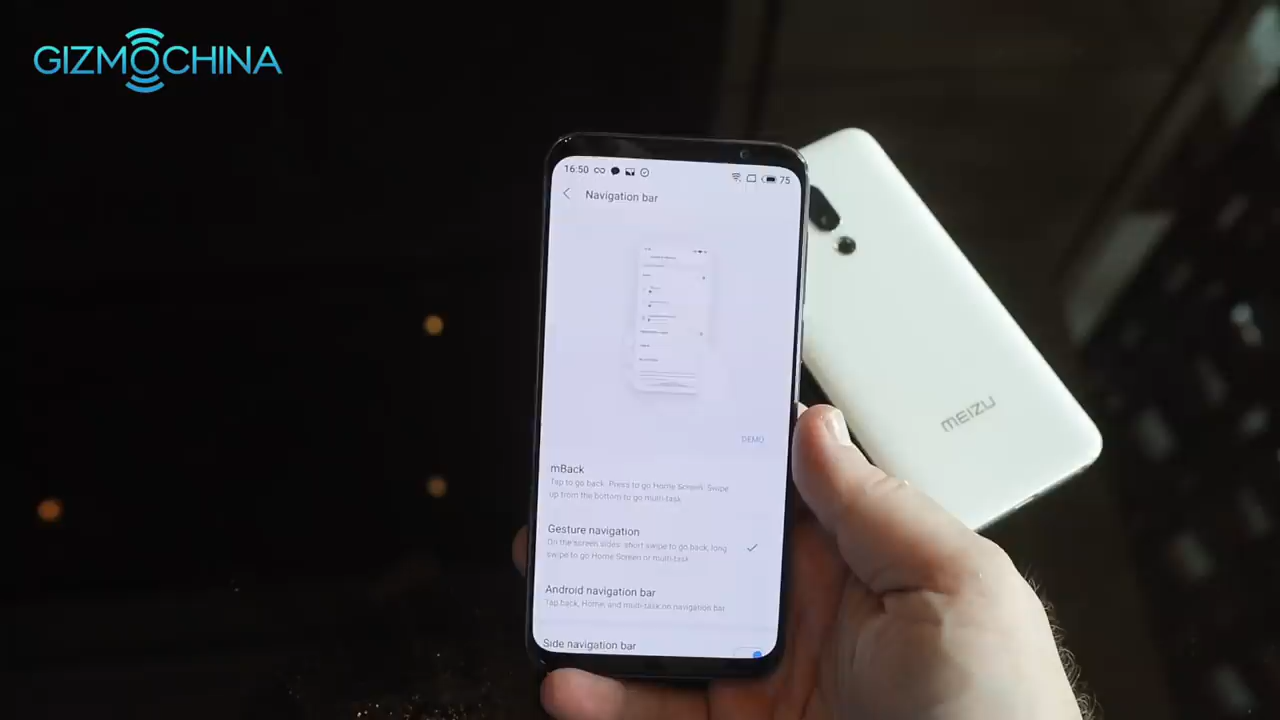 GIZMOCHINA
16:50
75
Navigation bar
DEMO
mBack
Tap to go back. Press to go Home Screen. Swipe
up from the bottom to go multi-task
Gesture navigation
On the screen sides: short swipe to go back, long
swipe to go Home Screen or multi-task
Android navigation bar
Tap back, Home, and multi-task on navigation bar
Side navigation bar
MEIZU